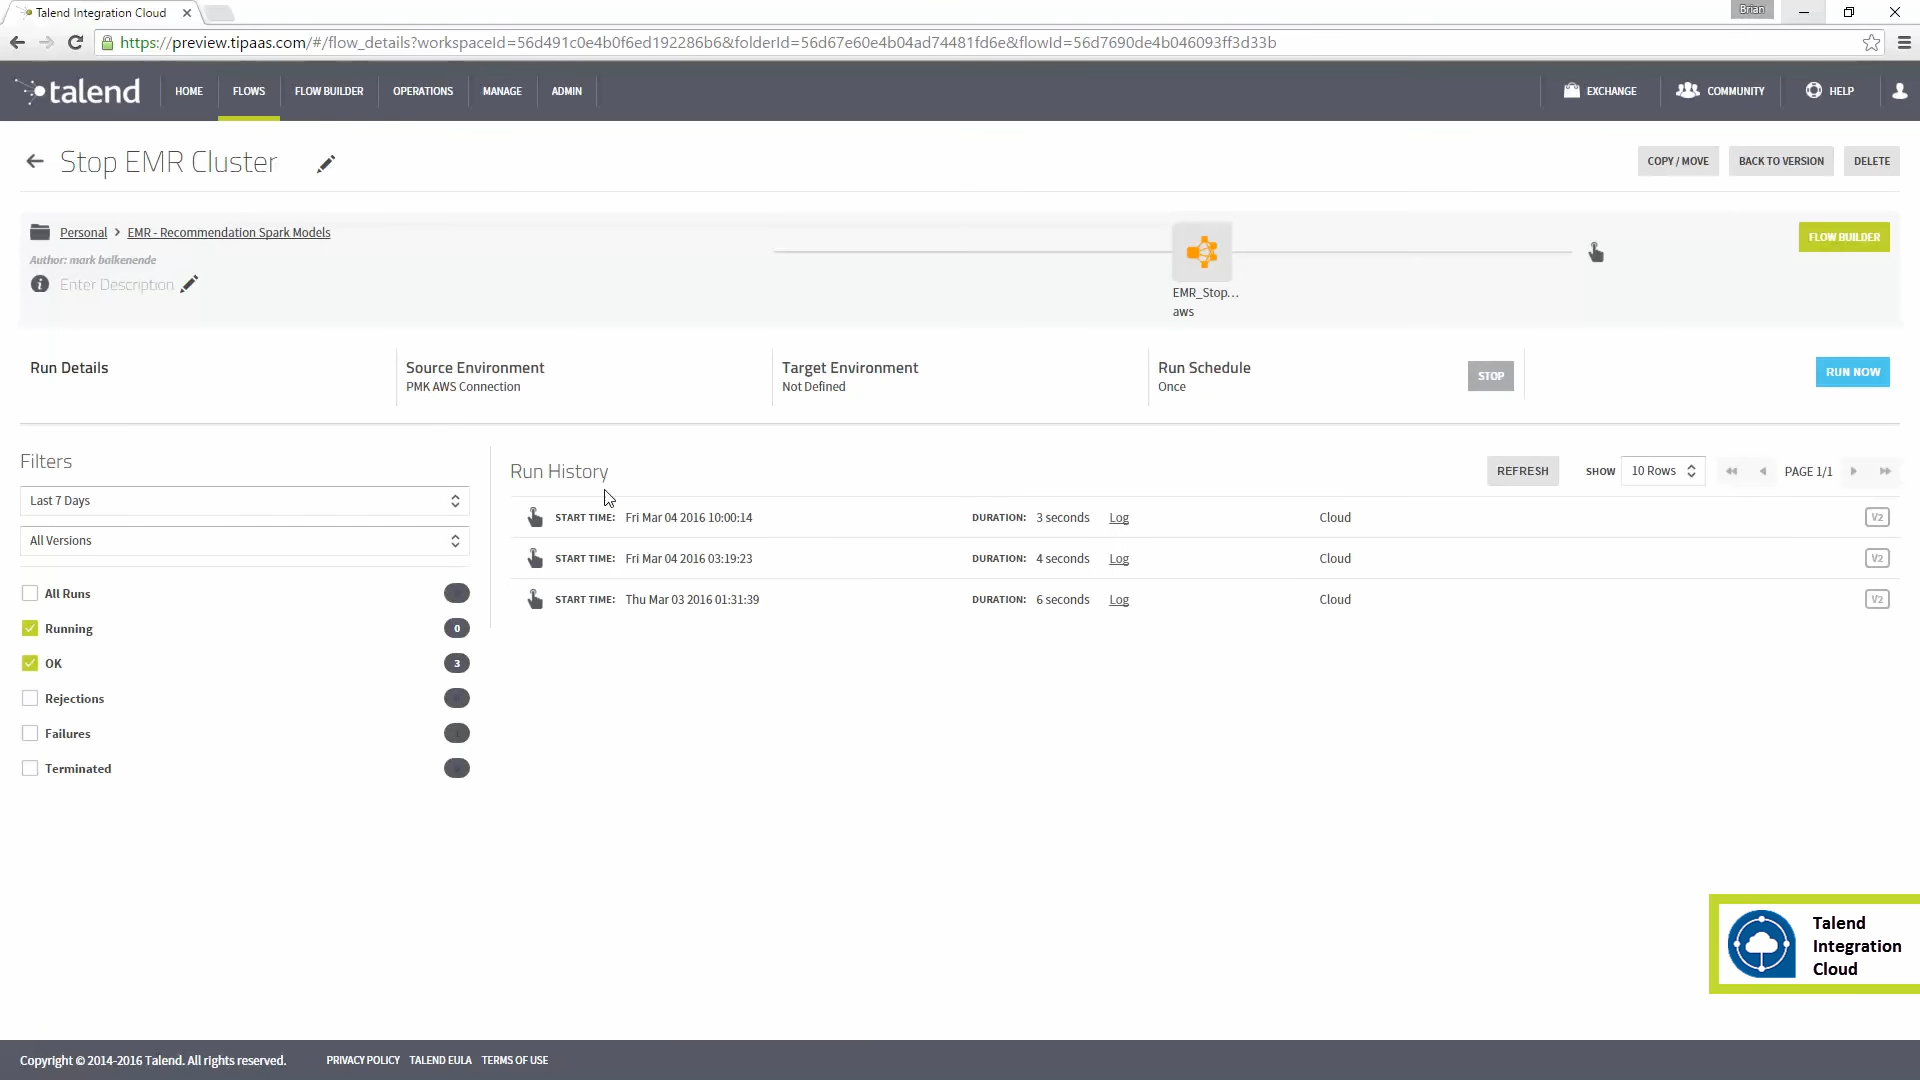 Talend Integration Cloud
Brian
https://preview.tipaas.com/#/flow_details?workspaceId=56d491c0e4b0f6ed192286b6&folderId=56d67e60e4b04ad74481fd6e&flowId=56d7690de4b046093ff3d33b
talend HOME FLOWS FLOW BUILDER OPERATIONS MANAGE ADMIN EXCHANGE COMMUNITY HELP
Stop EMR Cluster COPY / MOVE BACK TO VERSION DELETE
Personal > EMR - Recommendation Spark Models FLOW BUILDER
Author: mark balkenende
Enter Description
EMR_Stop...
aws
Run Details Source Environment Target Environment Run Schedule STOP RUN NOW
PMK AWS Connection Not Defined Once
Filters
Last 7 Days
All Versions
All Runs
Running 0
OK 3
Rejections
Failures
Terminated
Run History REFRESH SHOW 10 Rows PAGE 1/1
START TIME: Fri Mar 04 2016 10:00:14 DURATION: 3 seconds Log Cloud V2
START TIME: Fri Mar 04 2016 03:19:23 DURATION: 4 seconds Log Cloud V2
START TIME: Thu Mar 03 2016 01:31:39 DURATION: 6 seconds Log Cloud V2
Talend
Integration
Cloud
Copyright © 2014-2016 Talend. All rights reserved. PRIVACY POLICY TALEND EULA TERMS OF USE